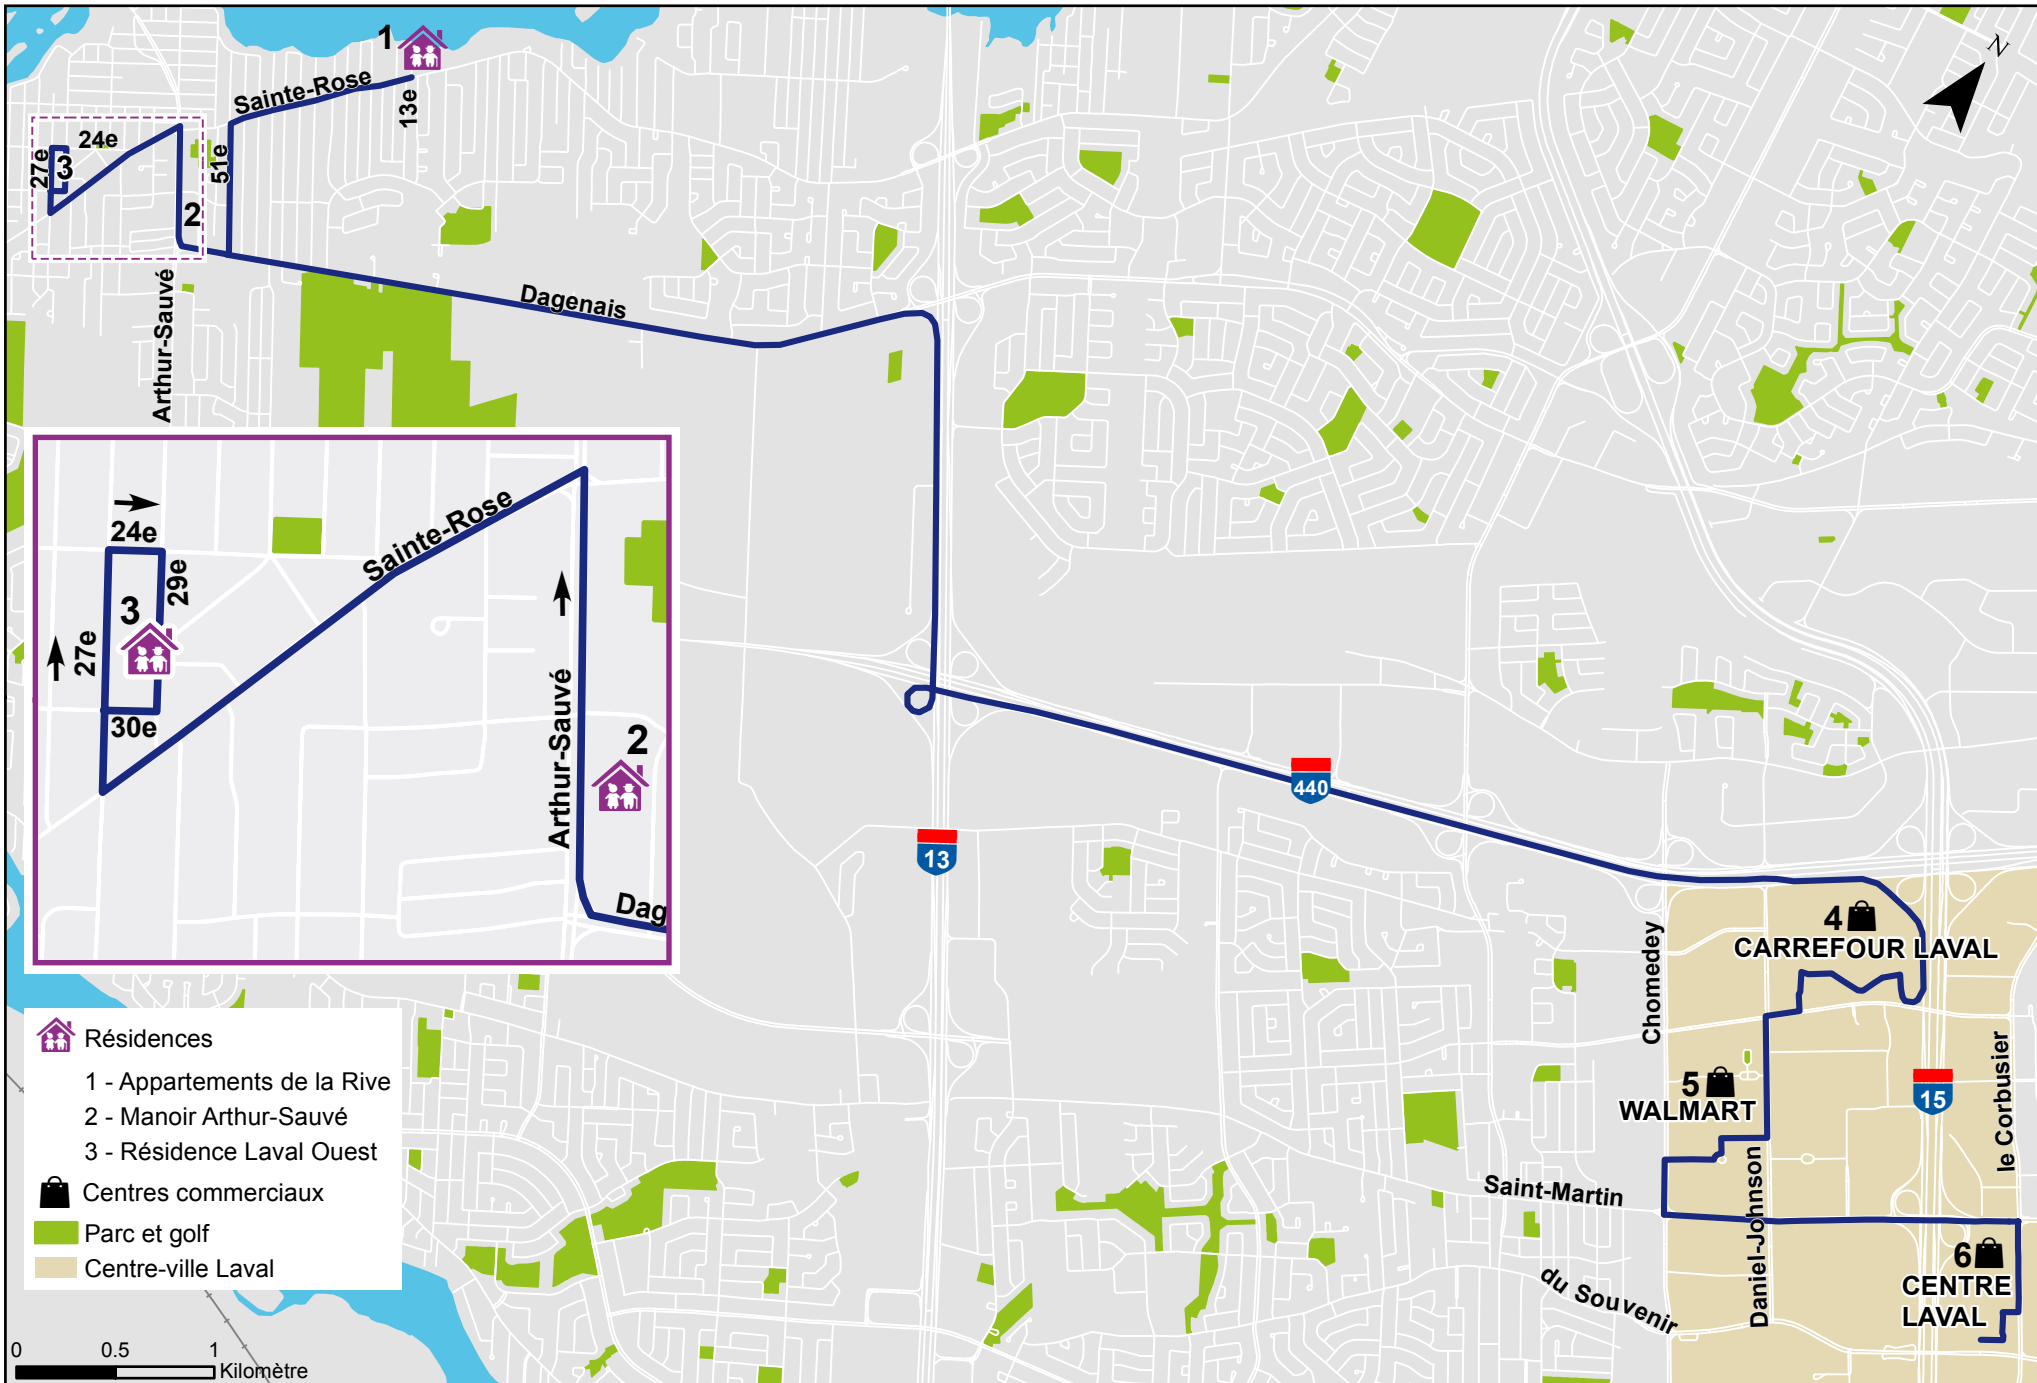 1
N
Sainte-Rose
13e
24e
27e
3
51e
2
Arthur-Sauvé
Dagenais
24e
Sainte-Rose
29e
3
27e
30e
Arthur-Sauvé
2
Dag
440
13
4
CARREFOUR LAVAL
Chomedey
5
WALMART
15
le Corbusier
Saint-Martin
Daniel-Johnson
du Souvenir
6
CENTRE
LAVAL
Résidences
1 - Appartements de la Rive
2 - Manoir Arthur-Sauvé
3 - Résidence Laval Ouest
Centres commerciaux
Parc et golf
Centre-ville Laval
0 0.5 1
Kilomètre